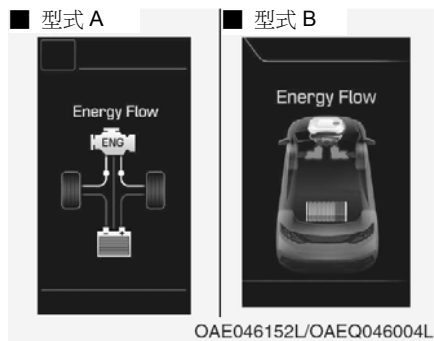 ■ 型式 A
■ 型式 B
Energy Flow
ENG
- +
Energy Flow
OAE046152L/OAEQ046004L